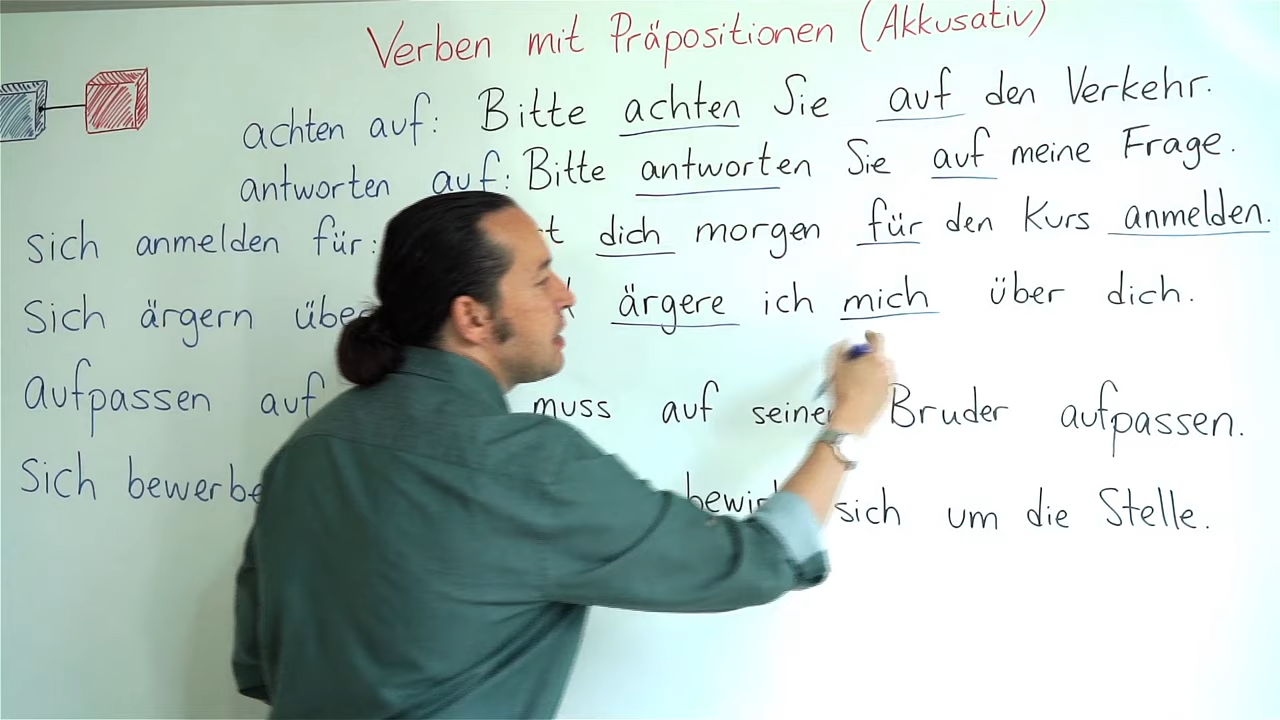 Verben mit Präpositionen (Akkusativ)
achten auf: Bitte achten Sie auf den Verkehr.
antworten auf: Bitte antworten Sie auf meine Frage.
sich anmelden für: dich morgen für den Kurs anmelden.
Sich ärgern ärgere ich mich über dich.
aufpassen auf muss auf Bruder aufpassen.
Sich sich um die Stelle.